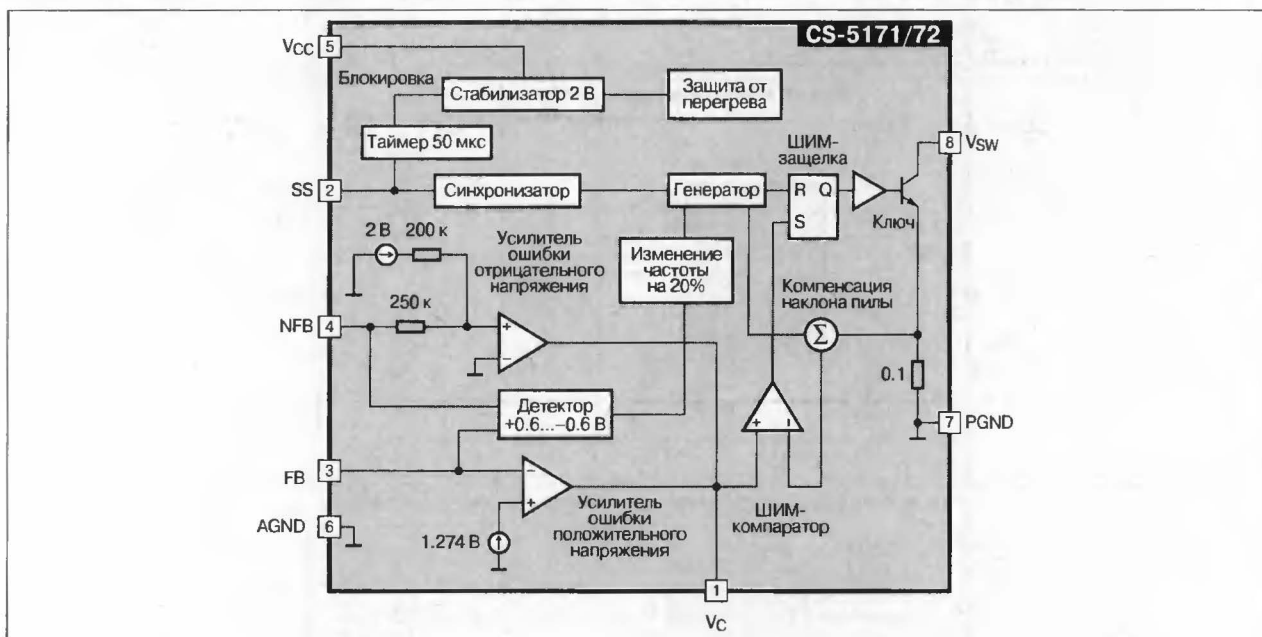 CS-5171/72
VCC
5
Блокировка
Стабилизатор 2 В
Защита от
перегрева
Таймер 50 мкс
ШИМ-
защелка
8
VSW
SS
2
Синхронизатор
Генератор
R Q
S
Ключ
2 В
200 к
Усилитель
ошибки
отрицательного
напряжения
Изменение
частоты
на 20%
Компенсация
наклона пилы
NFB
4
250 к
+
−
Σ
0.1
Детектор
+0.6...−0.6 В
+
−
7
PGND
FB
3
−
+
Усилитель
ошибки
положительного
напряжения
ШИМ-
компаратор
AGND
6
1.274 В
1
VC